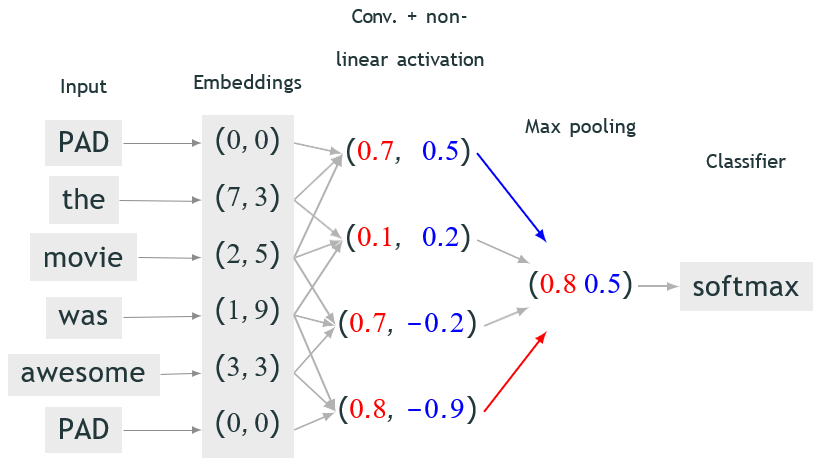 Conv. + non-
linear activation
Input
Embeddings
Max pooling
Classifier
PAD
(0, 0)
(0.7, 0.5)
the
(7, 3)
movie
(2, 5)
(0.1, 0.2)
(0.8 0.5)
softmax
was
(1, 9)
(0.7, −0.2)
awesome
(3, 3)
(0.8, −0.9)
PAD
(0, 0)